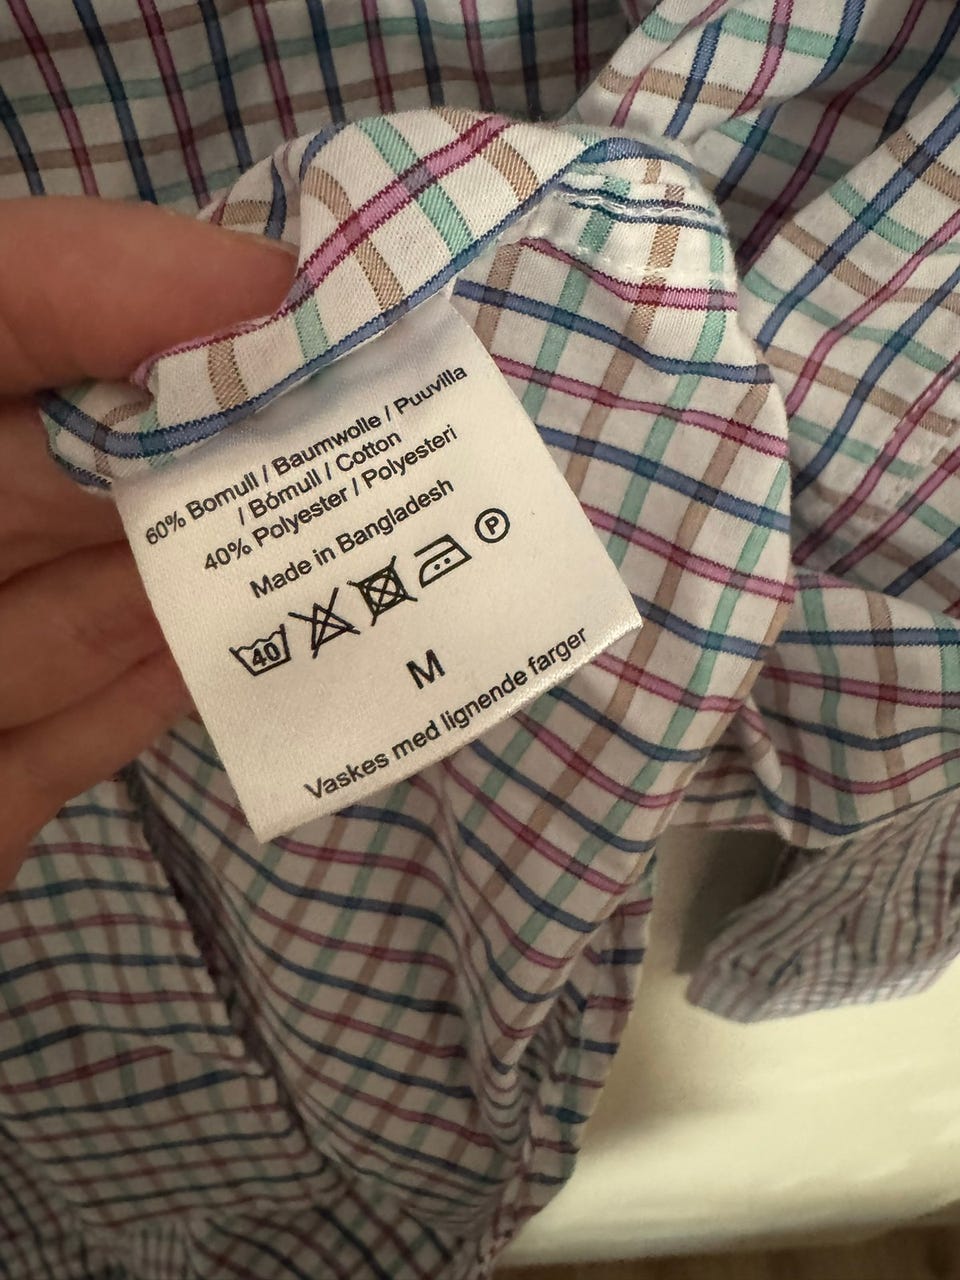 60% Bomull / Baumwolle / Puuvilla
/ Bómull / Cotton
40% Polyester / Polyesteri
Made in Bangladesh
40 P
M
Vaskes med lignende farger